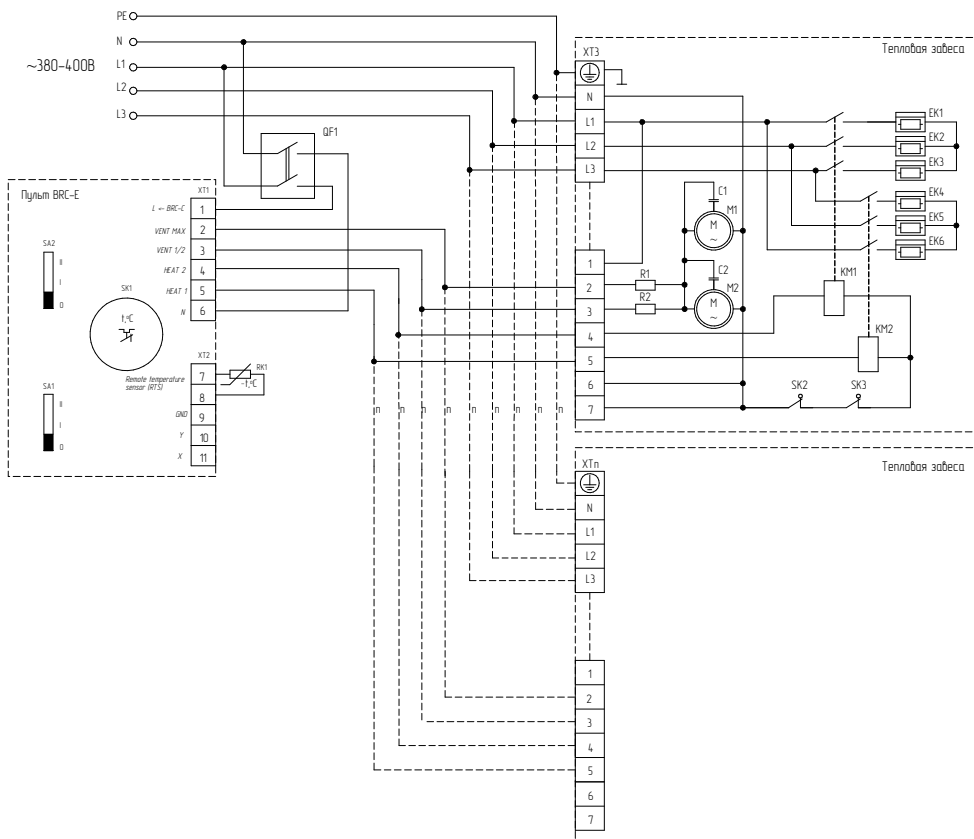 PE
N
~380-400В
L1
L2
L3
QF1
Пульт BRC-E
SA2
II
I
0
SK1
t,°C
SA1
II
I
0
XT1
L ← BRC-C 1
VENT MAX 2
VENT 1/2 3
HEAT 2 4
HEAT 1 5
N 6
XT2
Remote temperature
sensor (RTS)
7
8
GND 9
Y 10
X 11
RK1
-t,°C
n n n n n n n n n
Тепловая завеса
XT3
N
L1
L2
L3
1
2
3
4
5
6
7
R1
R2
C1
M1
M
~
C2
M2
M
~
EK1
EK2
EK3
EK4
EK5
EK6
KM1
KM2
SK2
SK3
Тепловая завеса
XTn
N
L1
L2
L3
1
2
3
4
5
6
7